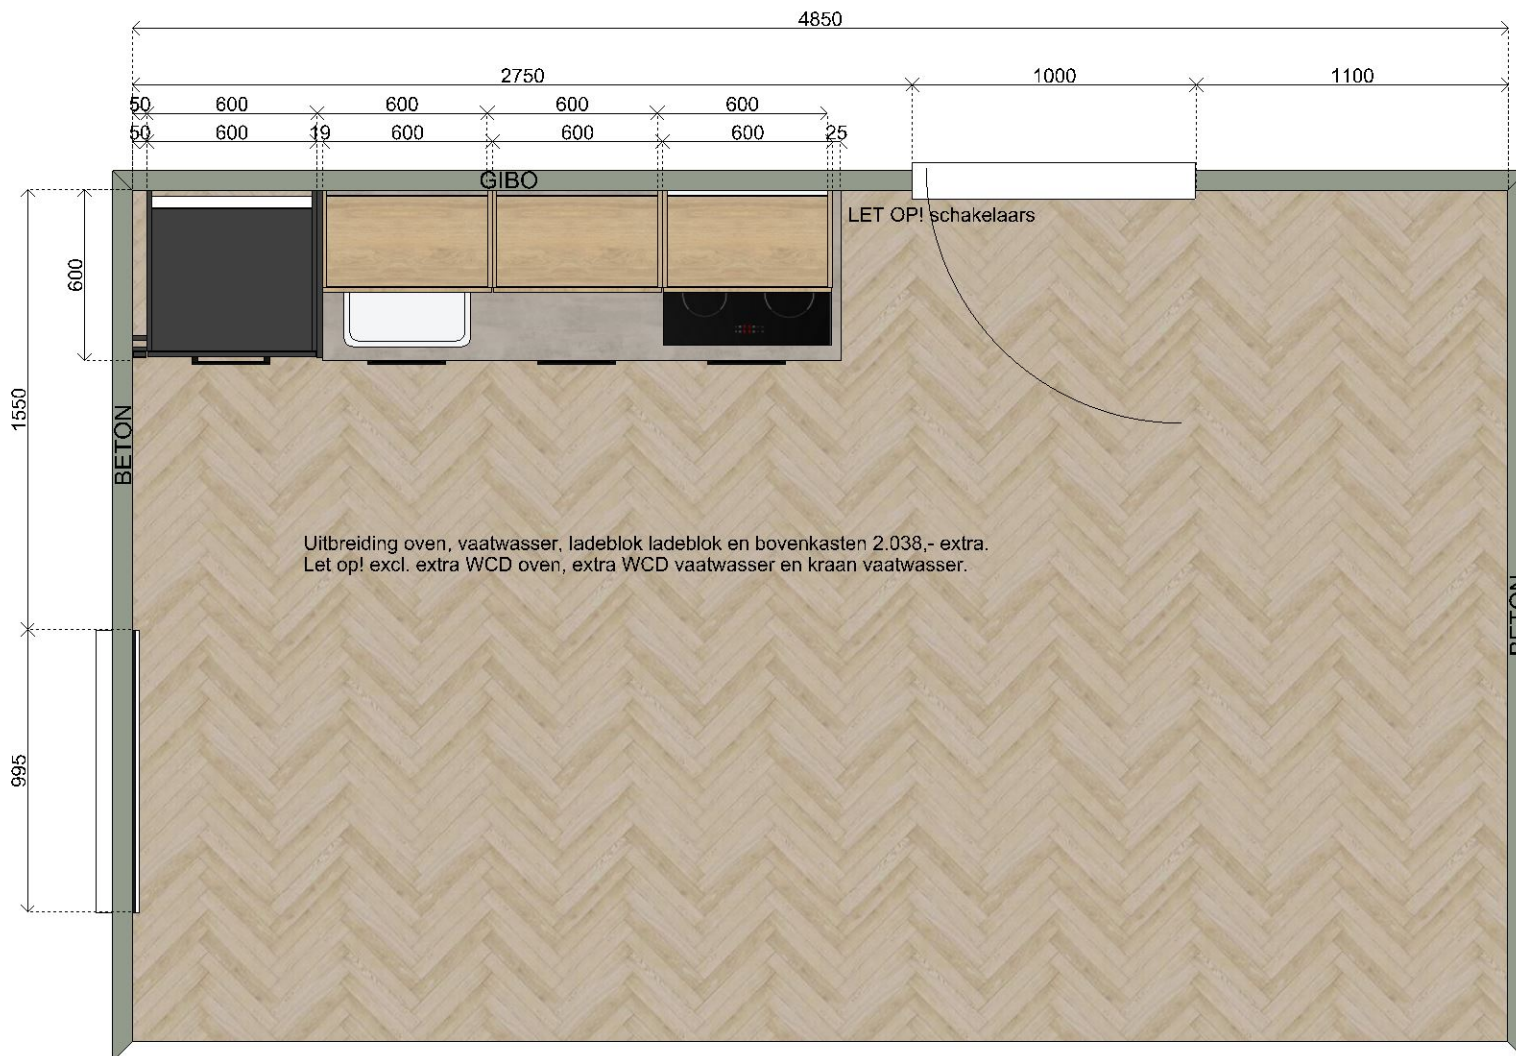 4850
2750 1000 1100
50 600 600 600 600
50 600 19 600 600 600 25
GIBO
LET OP! schakelaars
600
1550
BETON
Uitbreiding oven, vaatwasser, ladeblok ladeblok en bovenkasten 2.038,- extra.
Let op! excl. extra WCD oven, extra WCD vaatwasser en kraan vaatwasser.
BETON
995